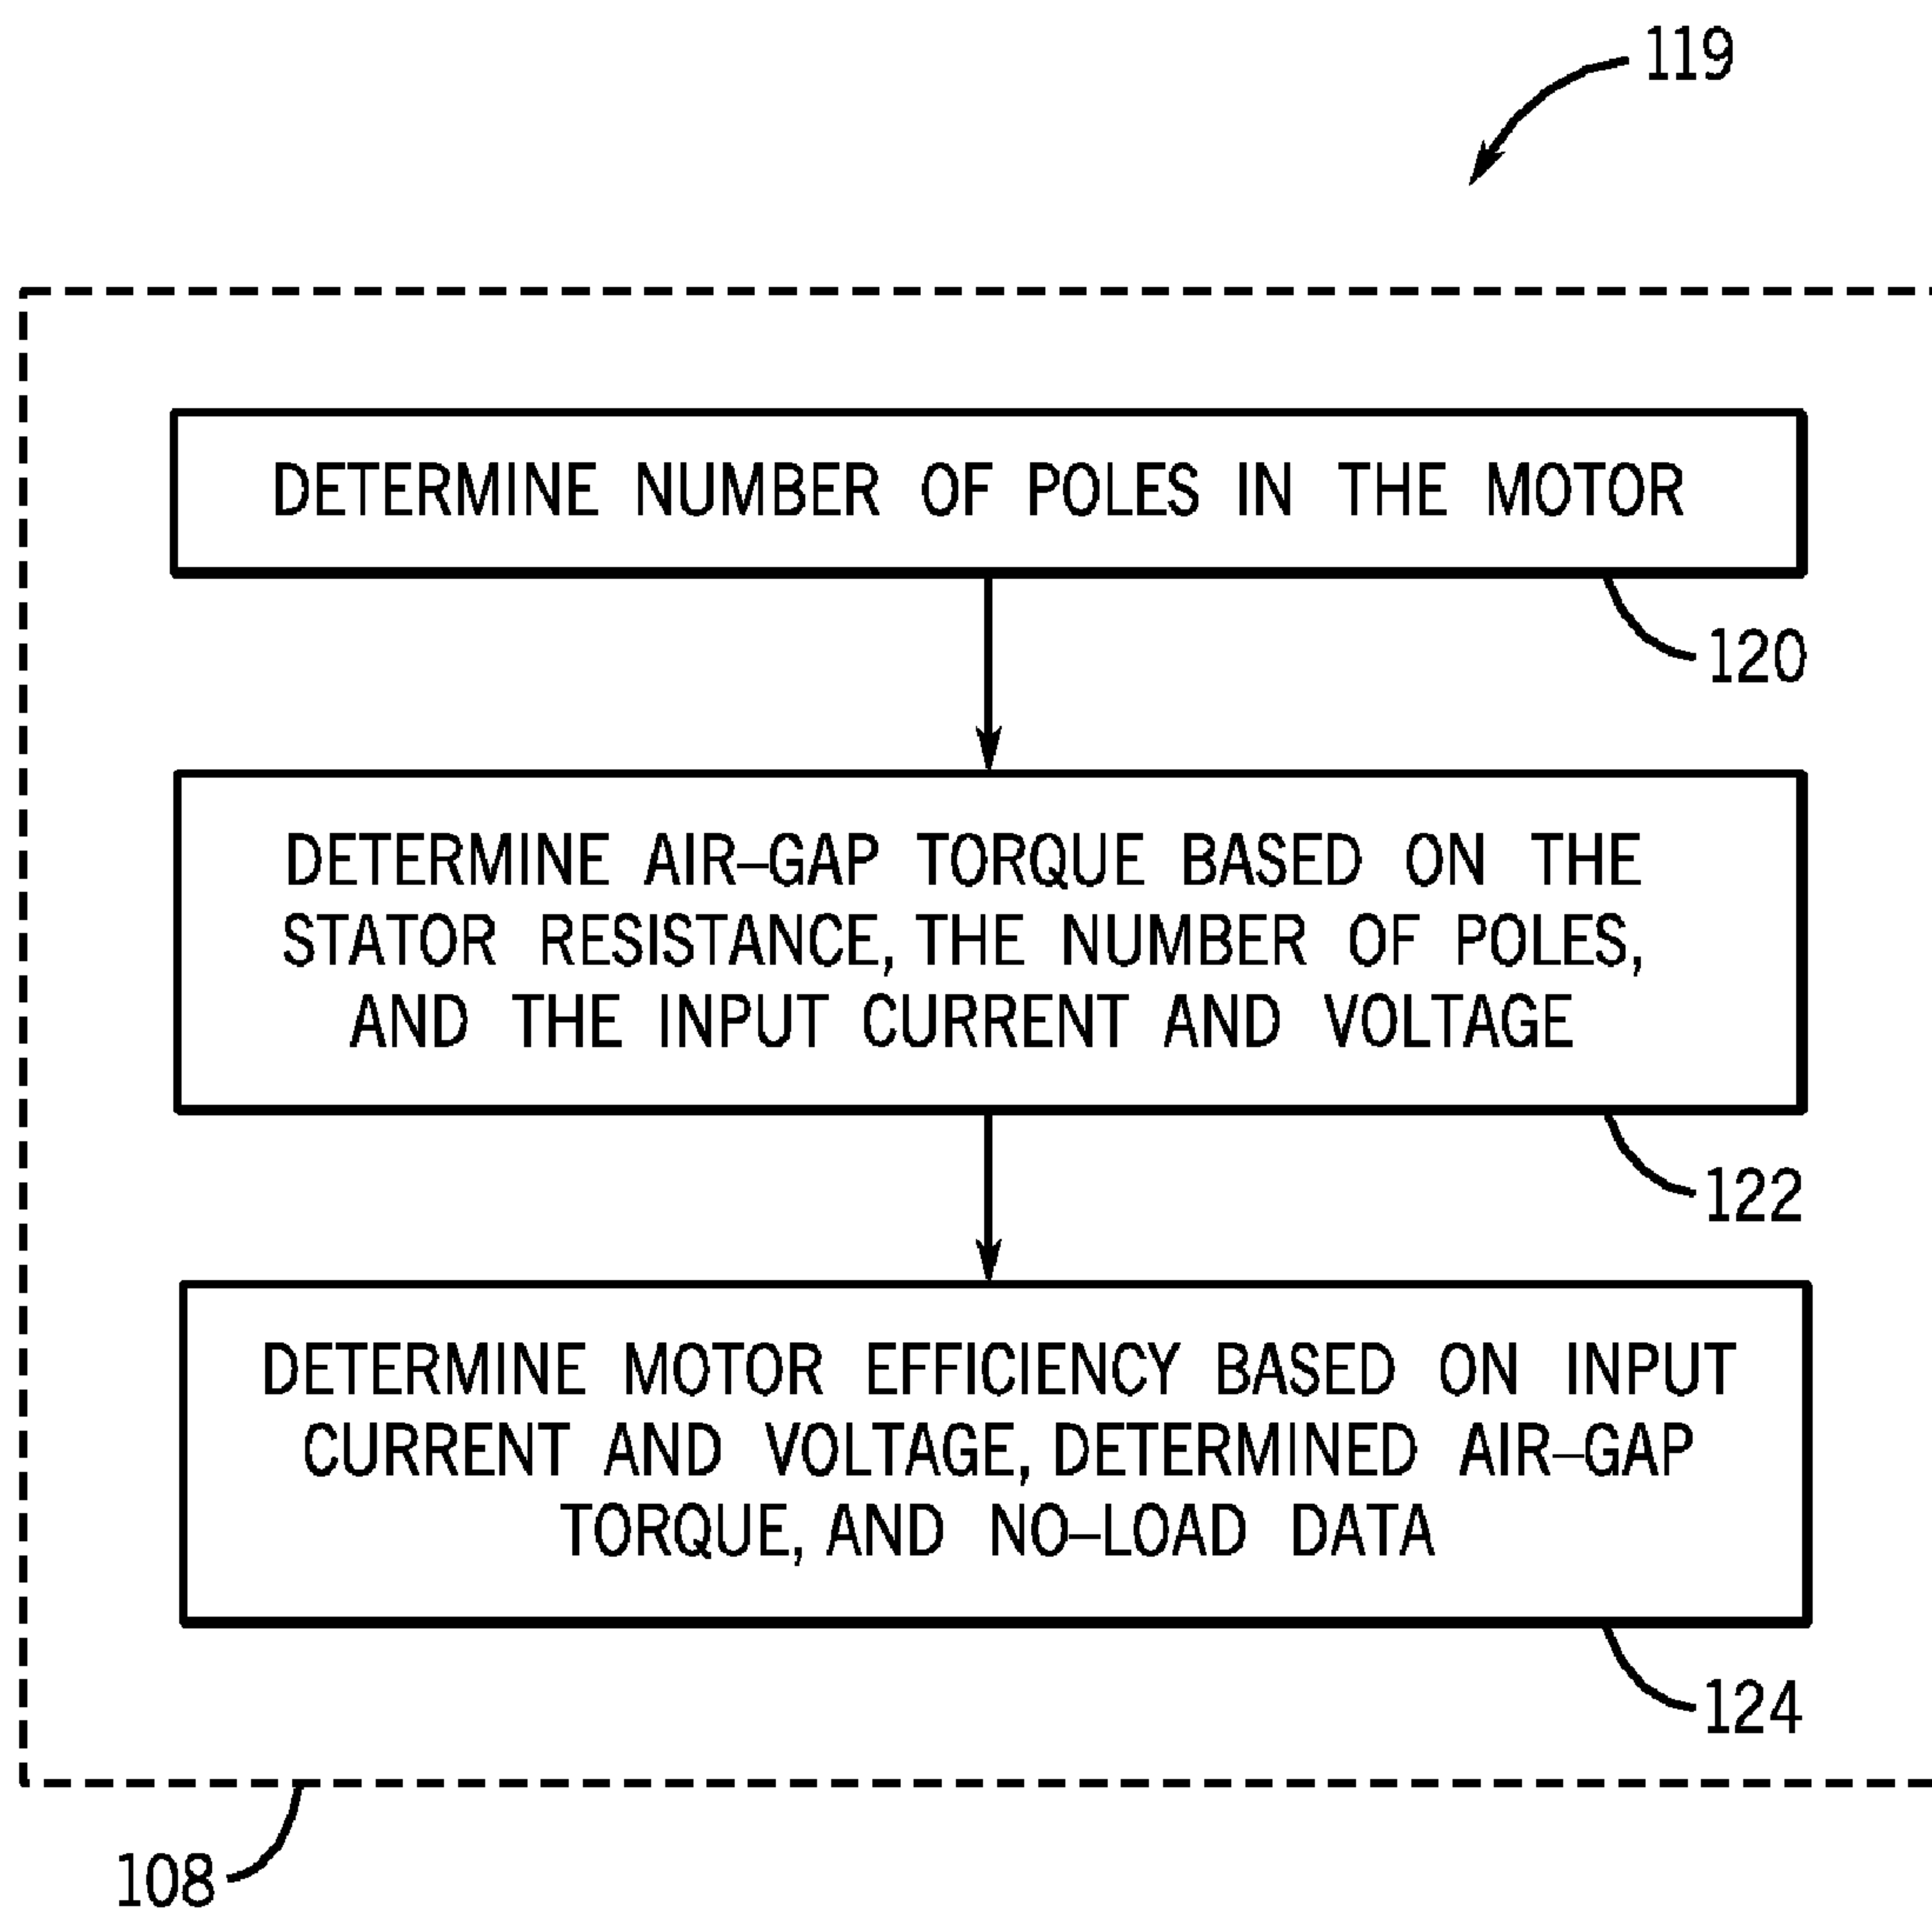 119
DETERMINE NUMBER OF POLES IN THE MOTOR
120
DETERMINE AIR–GAP TORQUE BASED ON THE
STATOR RESISTANCE, THE NUMBER OF POLES,
AND THE INPUT CURRENT AND VOLTAGE
122
DETERMINE MOTOR EFFICIENCY BASED ON INPUT
CURRENT AND VOLTAGE, DETERMINED AIR–GAP
TORQUE, AND NO–LOAD DATA
124
108